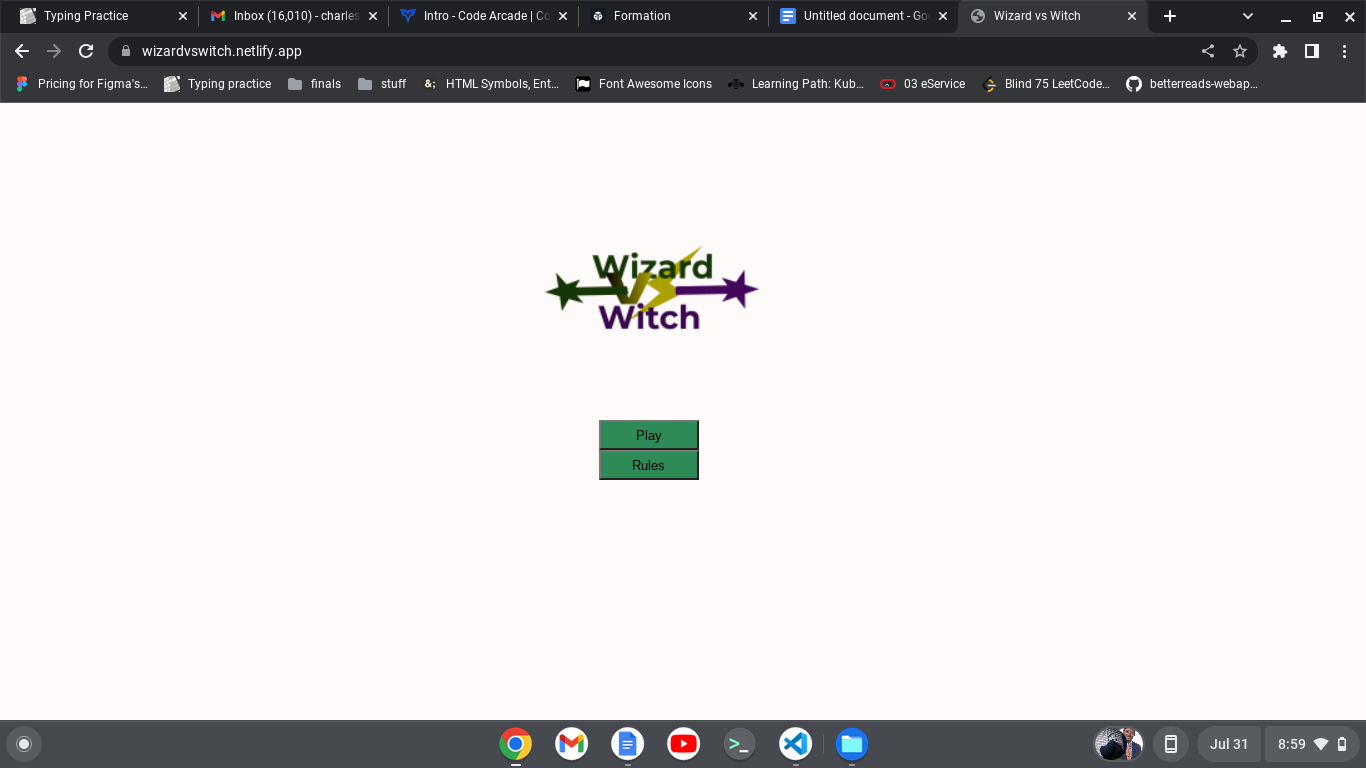 Typing Practice
Inbox (16,010) - charles
Intro - Code Arcade | Co
Formation
Untitled document - Goo
Wizard vs Witch
wizardvswitch.netlify.app
Pricing for Figma's...
Typing practice
finals
stuff
&; HTML Symbols, Ent...
Font Awesome Icons
Learning Path: Kub...
03 eService
Blind 75 LeetCode...
betterreads-webap...
Wizard
VS
Witch
Play
Rules
>_
Jul 31
8:59